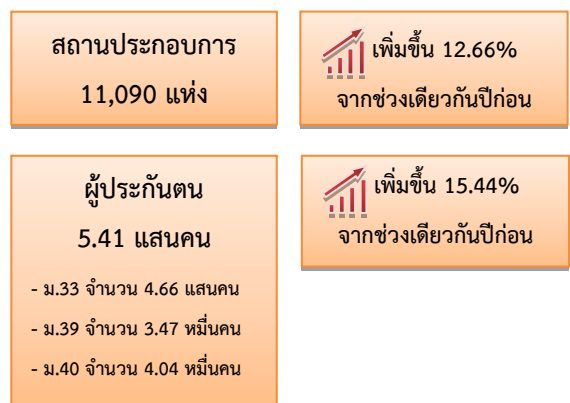 สถานประกอบการ
11,090 แห่ง
เพิ่มขึ้น 12.66%
จากช่วงเดียวกันปีก่อน
ผู้ประกันตน
5.41 แสนคน
- ม.33 จำนวน 4.66 แสนคน
- ม.39 จำนวน 3.47 หมื่นคน
- ม.40 จำนวน 4.04 หมื่นคน
เพิ่มขึ้น 15.44%
จากช่วงเดียวกันปีก่อน